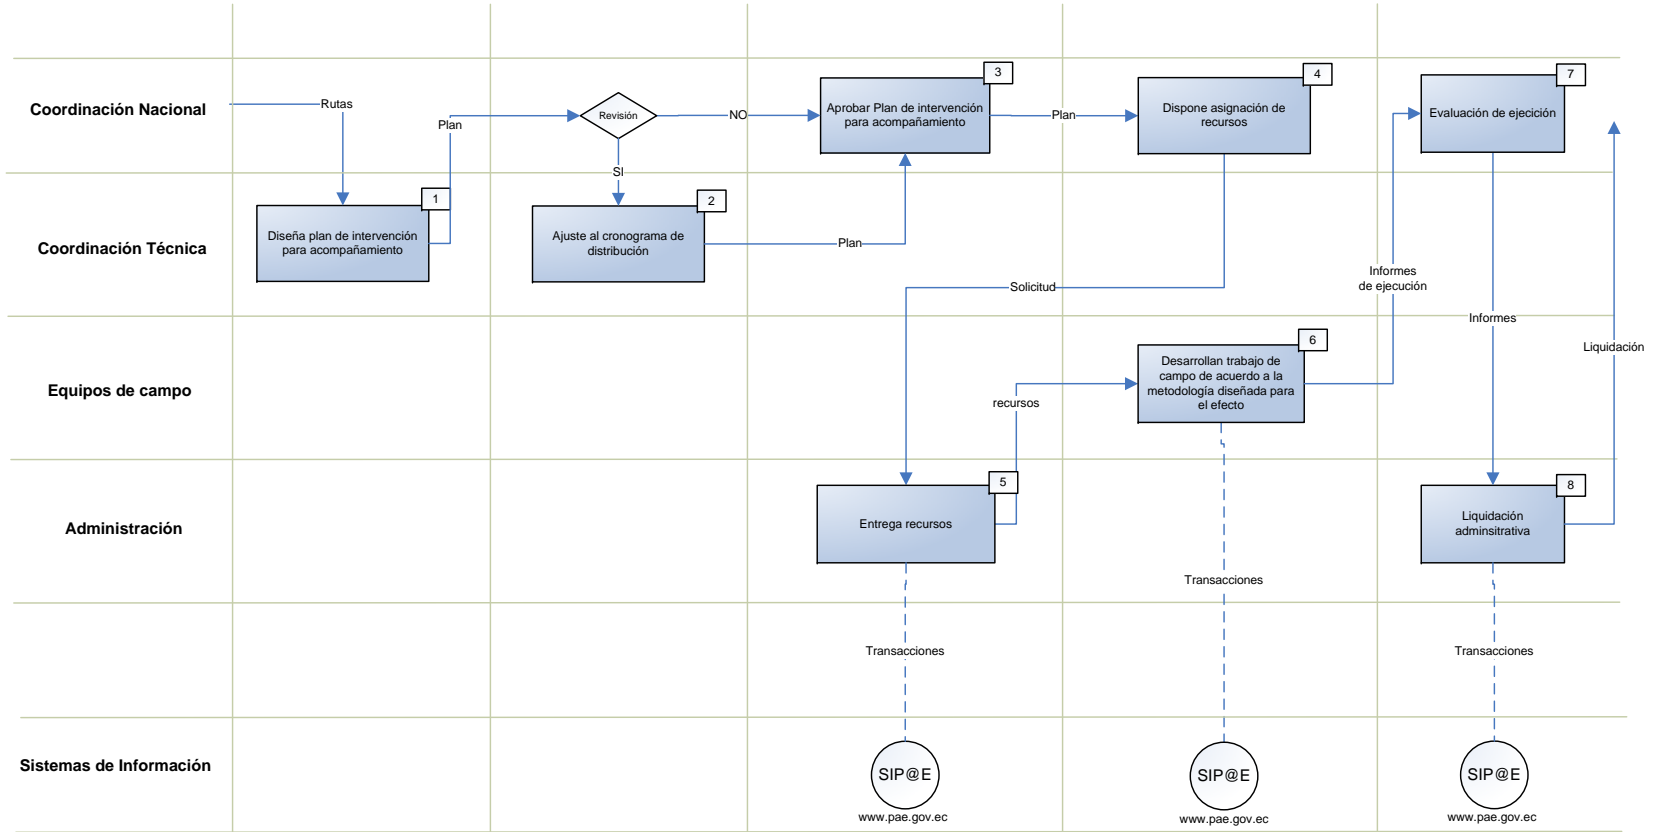 Coordinación Nacional
Rutas
Plan
Revisión
NO
SI
3
Aprobar Plan de intervención
para acompañamiento
Plan
4
Dispone asignación de
recursos
7
Evaluación de ejecición
Coordinación Técnica
1
Diseña plan de intervención
para acompañamiento
2
Ajuste al cronograma de
distribución
Plan
Solicitud
Informes
de ejecución
Informes
Liquidación
Equipos de campo
recursos
6
Desarrollan trabajo de
campo de acuerdo a la
metodología diseñada para
el efecto
Administración
5
Entrega recursos
8
Liquidación
adminsitrativa
Transacciones
Transacciones
Transacciones
Sistemas de Información
SIP@E
www.pae.gov.ec
SIP@E
www.pae.gov.ec
SIP@E
www.pae.gov.ec